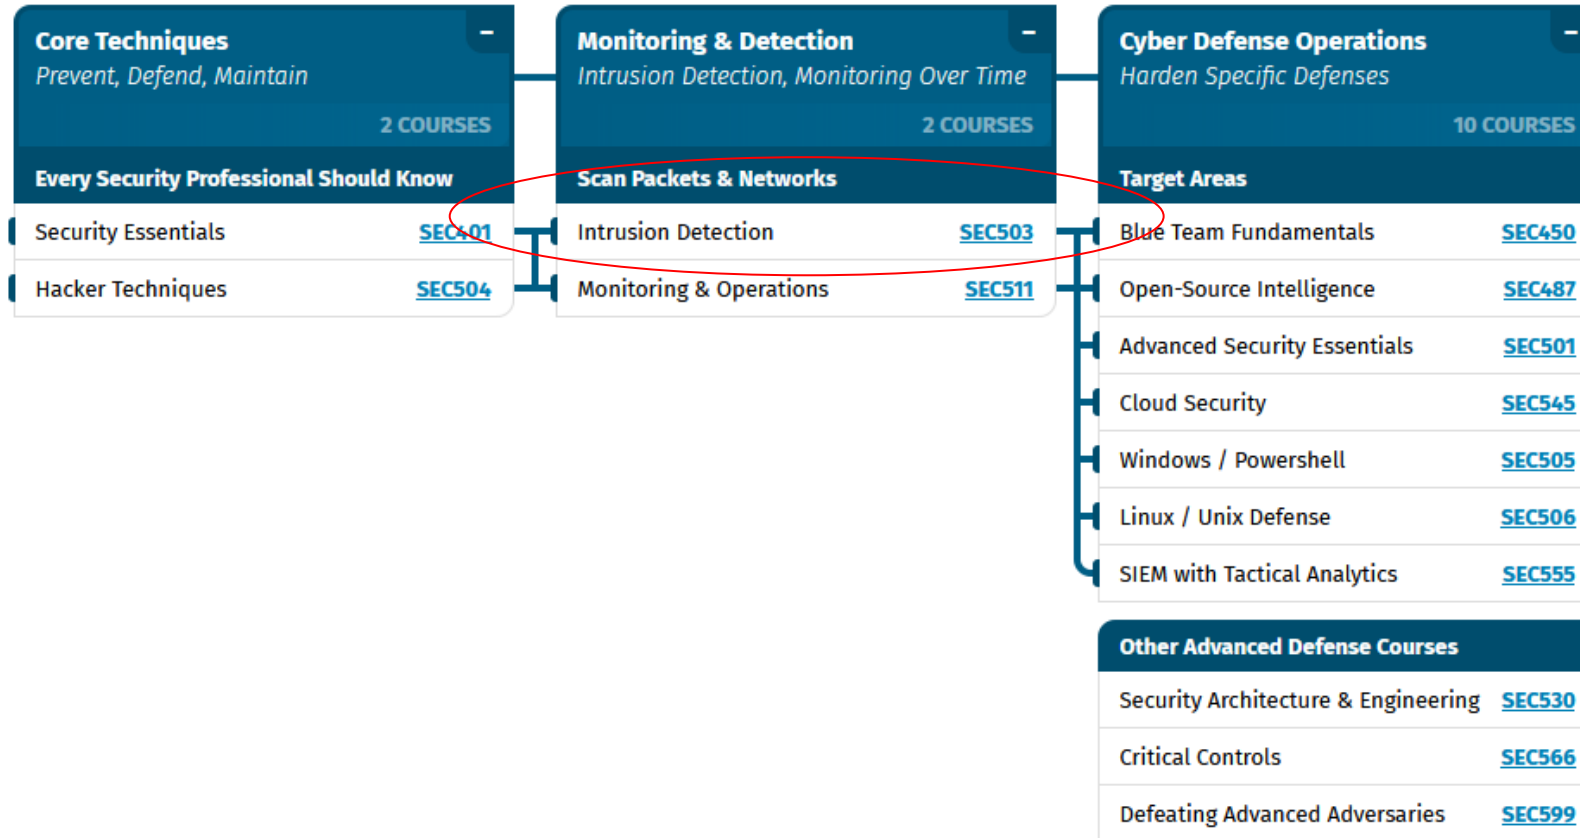 Core Techniques
–
Prevent, Defend, Maintain
2 COURSES
Every Security Professional Should Know
Security Essentials SEC401
Hacker Techniques SEC504
Monitoring & Detection
–
Intrusion Detection, Monitoring Over Time
2 COURSES
Scan Packets & Networks
Intrusion Detection SEC503
Monitoring & Operations SEC511
Cyber Defense Operations
–
Harden Specific Defenses
10 COURSES
Target Areas
Blue Team Fundamentals SEC450
Open-Source Intelligence SEC487
Advanced Security Essentials SEC501
Cloud Security SEC545
Windows / Powershell SEC505
Linux / Unix Defense SEC506
SIEM with Tactical Analytics SEC555
Other Advanced Defense Courses
Security Architecture & Engineering SEC530
Critical Controls SEC566
Defeating Advanced Adversaries SEC599